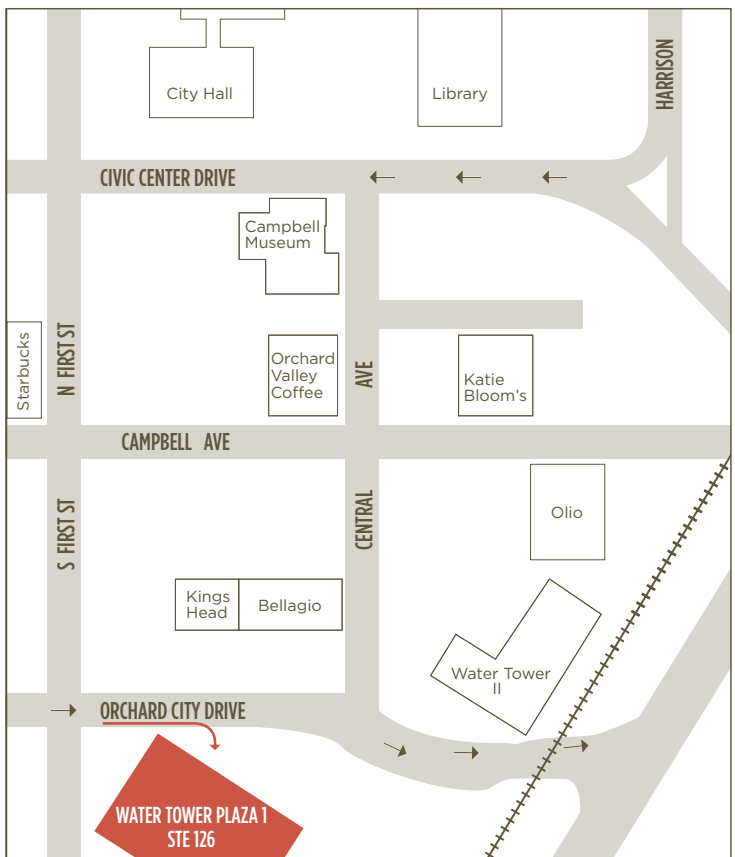 City Hall
Library
HARRISON
CIVIC CENTER DRIVE
Campbell
Museum
Starbucks
N FIRST ST
Orchard
Valley
Coffee
AVE
Katie
Bloom's
CAMPBELL AVE
S FIRST ST
CENTRAL
Olio
Kings
Head
Bellagio
Water Tower
II
ORCHARD CITY DRIVE
WATER TOWER PLAZA 1
STE 126